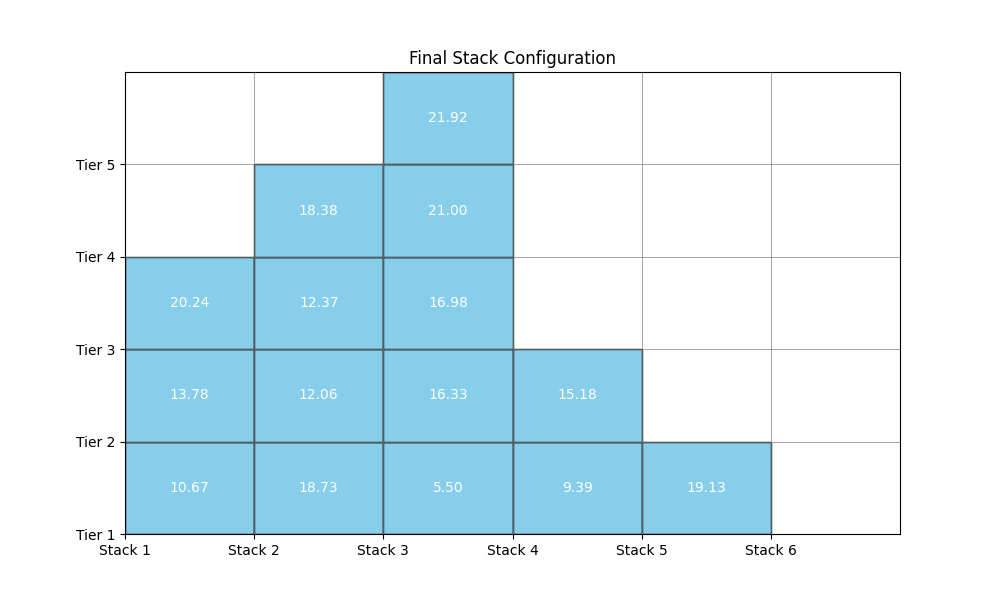 Final Stack Configuration
21.92
Tier 5
18.38 21.00
Tier 4
20.24 12.37 16.98
Tier 3
13.78 12.06 16.33 15.18
Tier 2
10.67 18.73 5.50 9.39 19.13
Tier 1
Stack 1 Stack 2 Stack 3 Stack 4 Stack 5 Stack 6